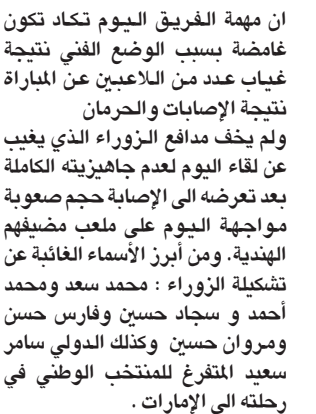 ان مهمة الفريق اليوم تكاد تكون
غامضة بسبب الوضع الفني نتيجة
غياب عدد من اللاعبين عن المباراة
نتيجة الإصابات والحرمان
ولم يخف مدافع الزوراء الذي يغيب
عن لقاء اليوم لعدم جاهيزيته الكاملة
بعد تعرضه الى الإصابة حجم صعوبة
مواجهة اليوم على ملعب مضيفهم
الهندية. ومن أبرز الأسماء الغائبة عن
تشكيلة الزوراء : محمد سعد ومحمد
أحمد و سجاد حسين وفارس حسن
ومروان حسين وكذلك الدولي سامر
سعيد المتفرغ للمنتخب الوطني في
رحلته الى الإمارات .